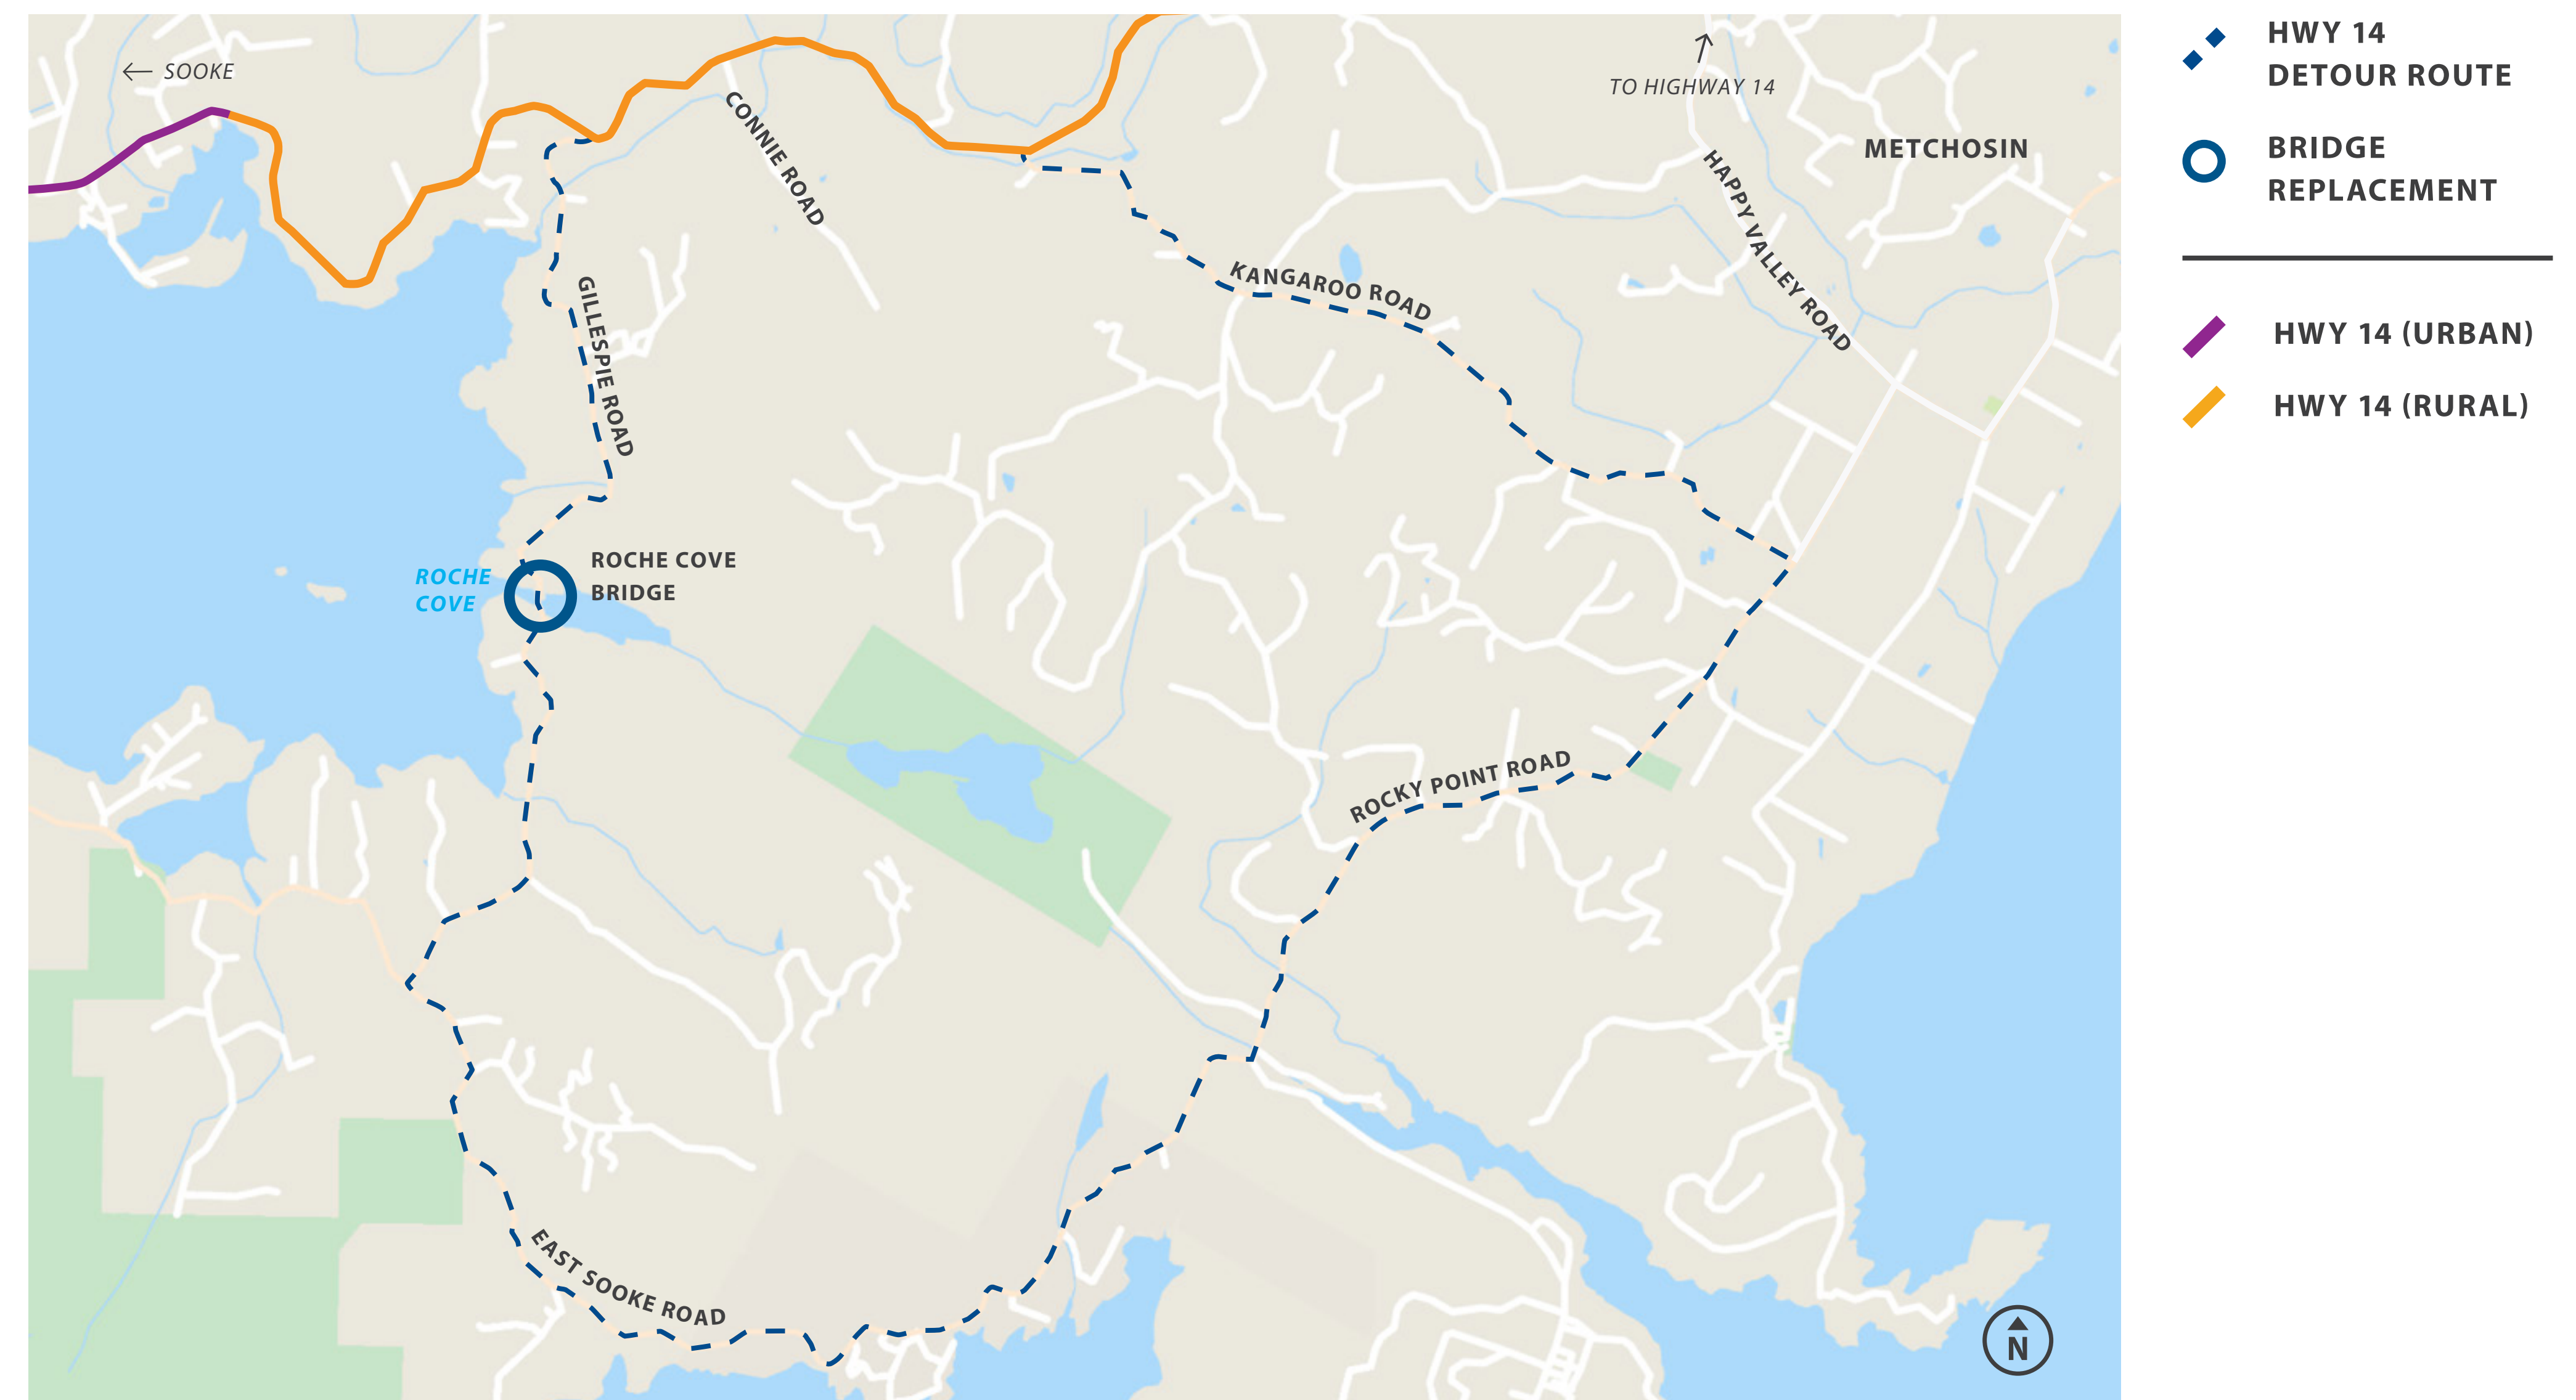 ← SOOKE
TO HIGHWAY 14
METCHOSIN
CONNIE ROAD
HAPPY VALLEY ROAD
KANGAROO ROAD
GILLESPIE ROAD
ROCHE
COVE
ROCHE COVE
BRIDGE
ROCKY POINT ROAD
EAST SOOKE ROAD
N
HWY 14
DETOUR ROUTE
BRIDGE
REPLACEMENT
HWY 14 (URBAN)
HWY 14 (RURAL)